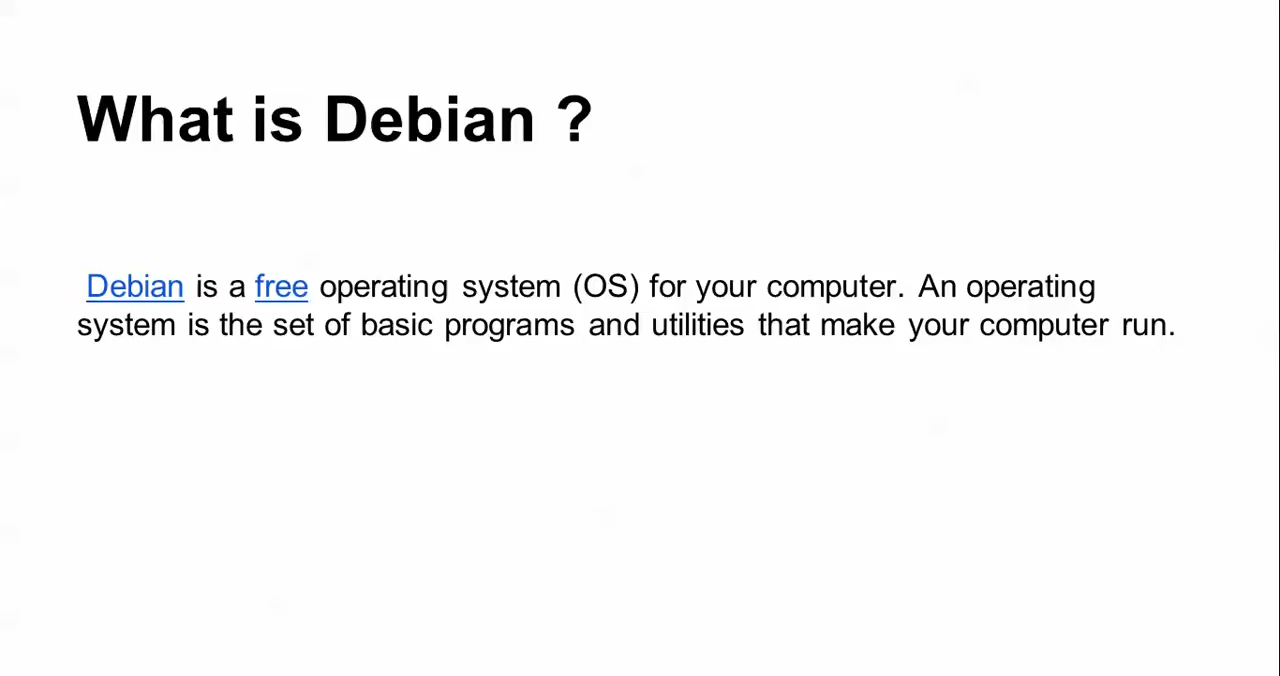 What is Debian ?
Debian is a free operating system (OS) for your computer. An operating
system is the set of basic programs and utilities that make your computer run.